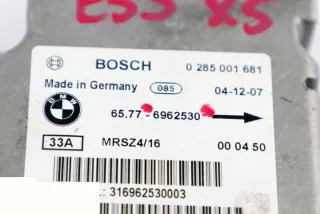 E53 X5
BOSCH 0 285 001 681
Made in Germany 085 04-12-07
65.77 - 6962530
33A MRSZ4/16 00 04 50
.: 316962530003